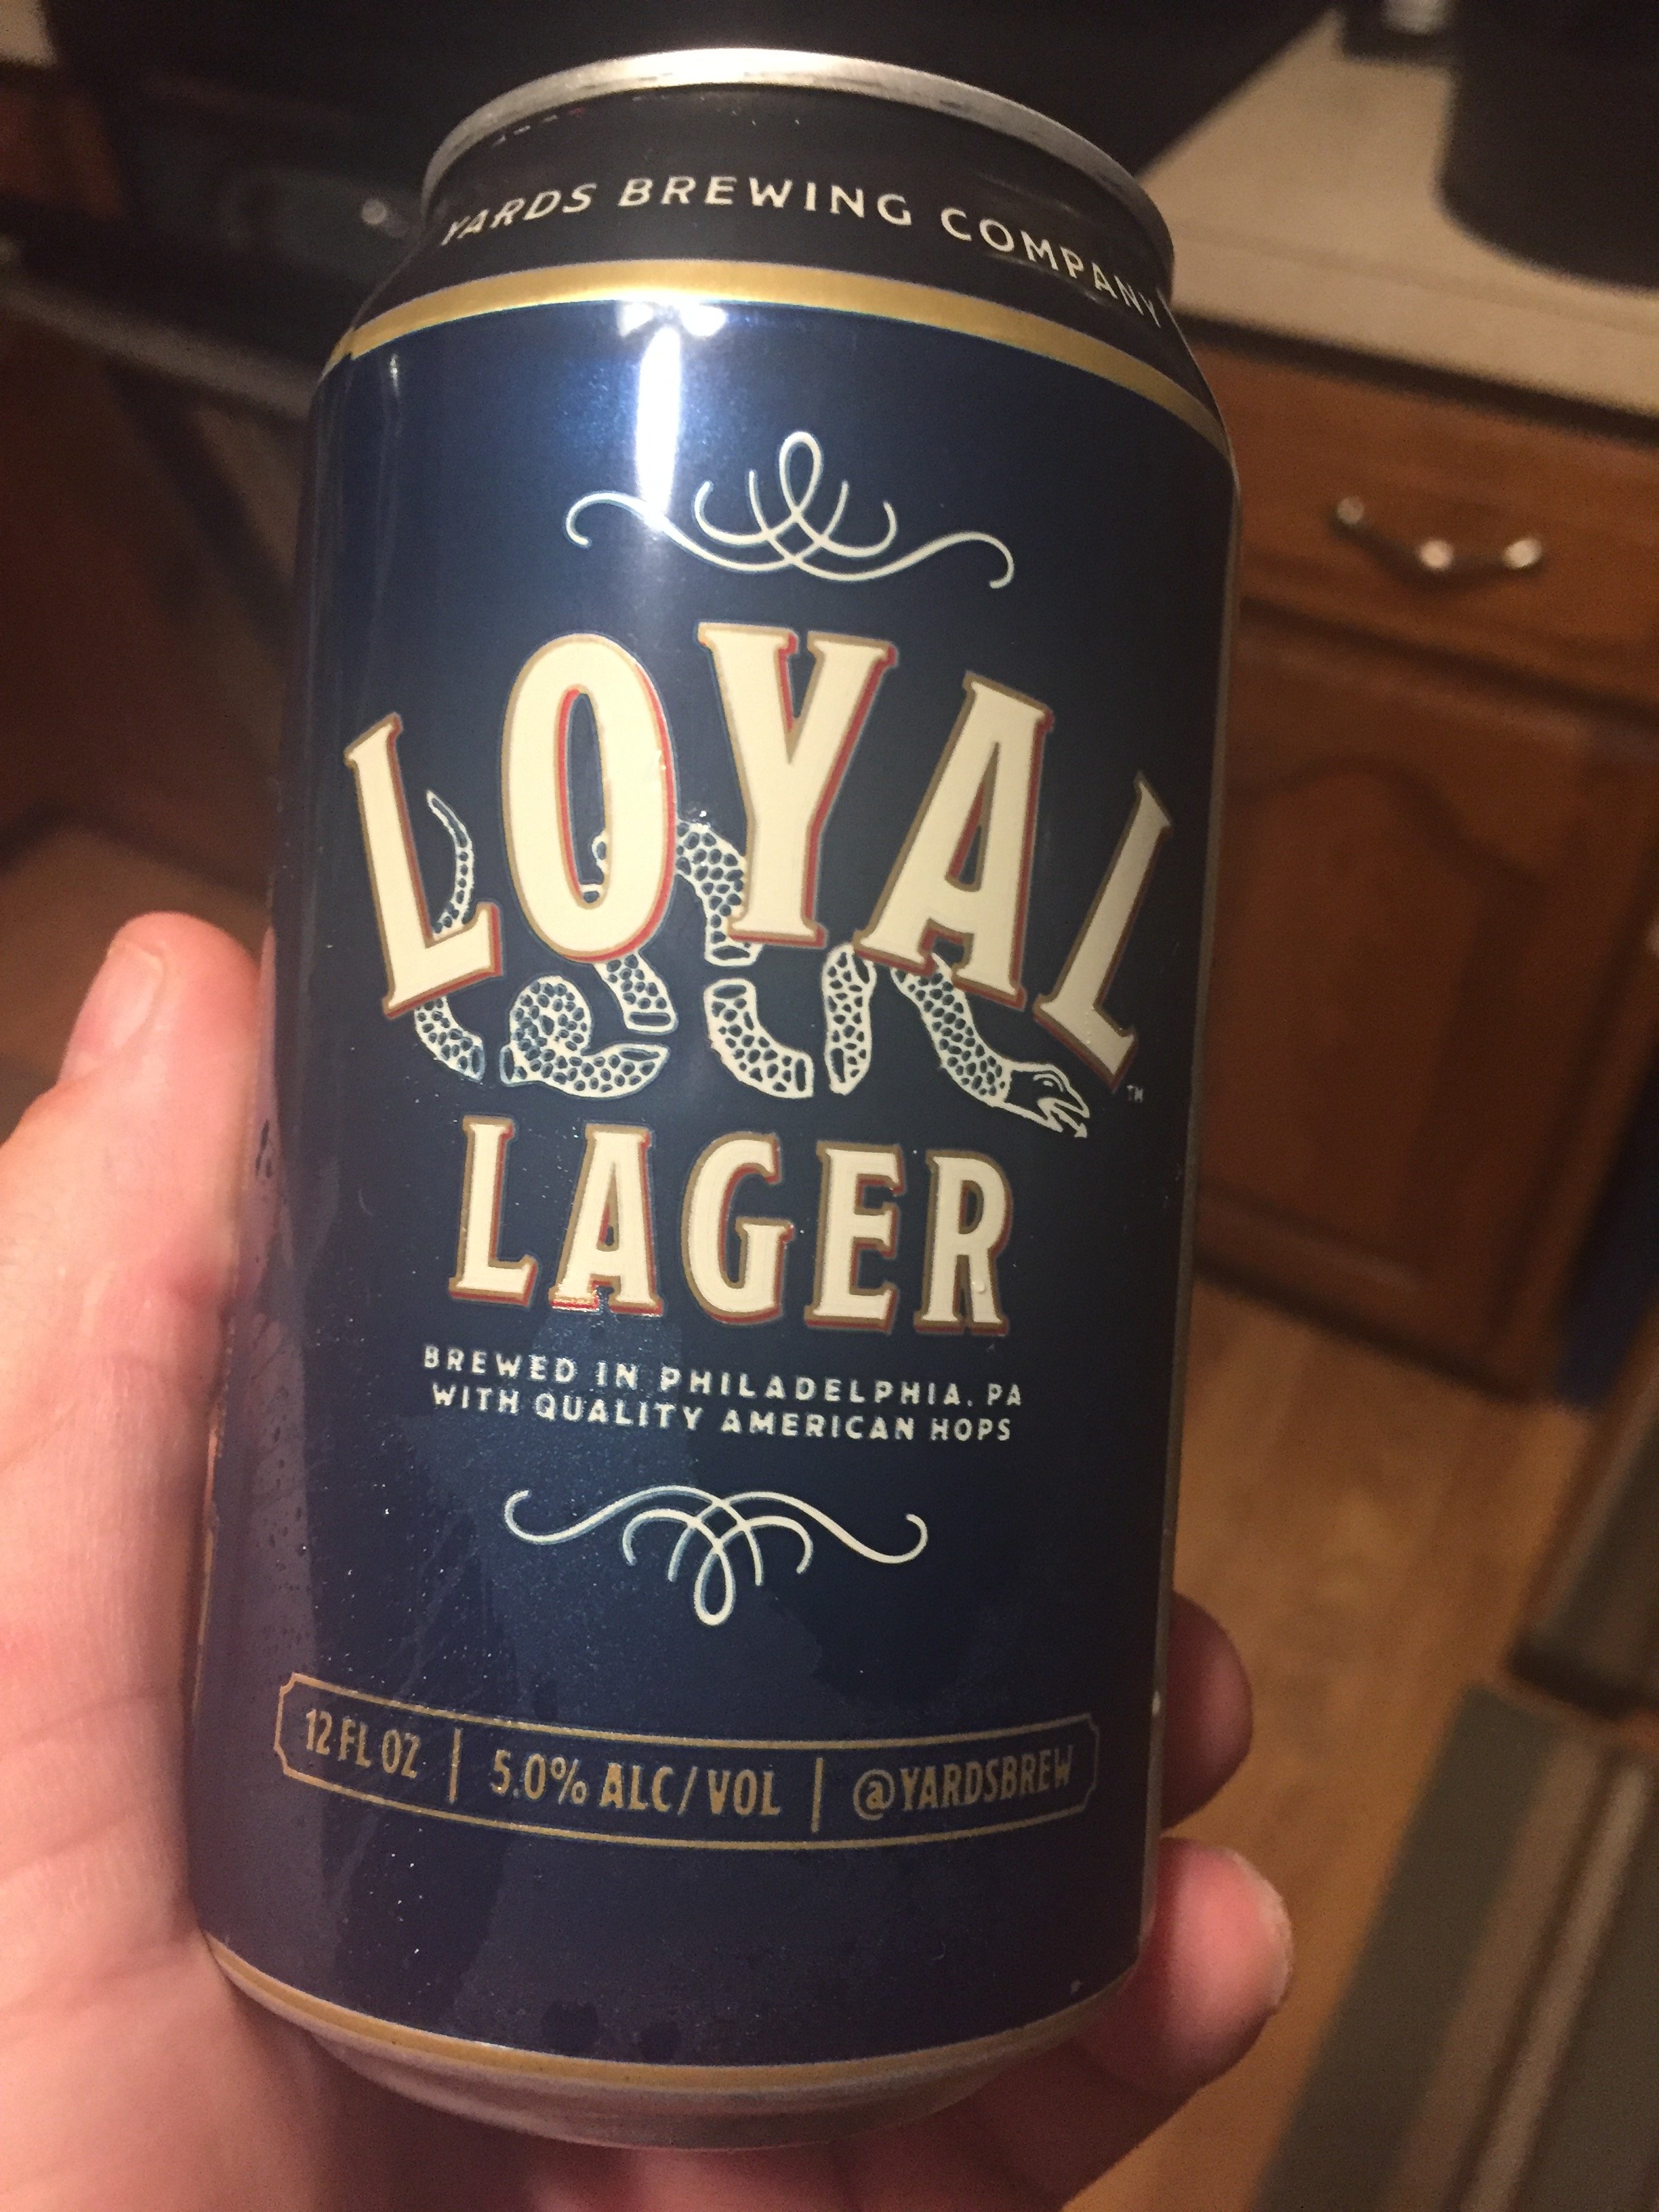 YARDS BREWING COMPANY
LOYAL
TM
LAGER
BREWED IN PHILADELPHIA, PA
WITH QUALITY AMERICAN HOPS
12 FL OZ | 5.0% ALC/VOL | @YARDSBREW